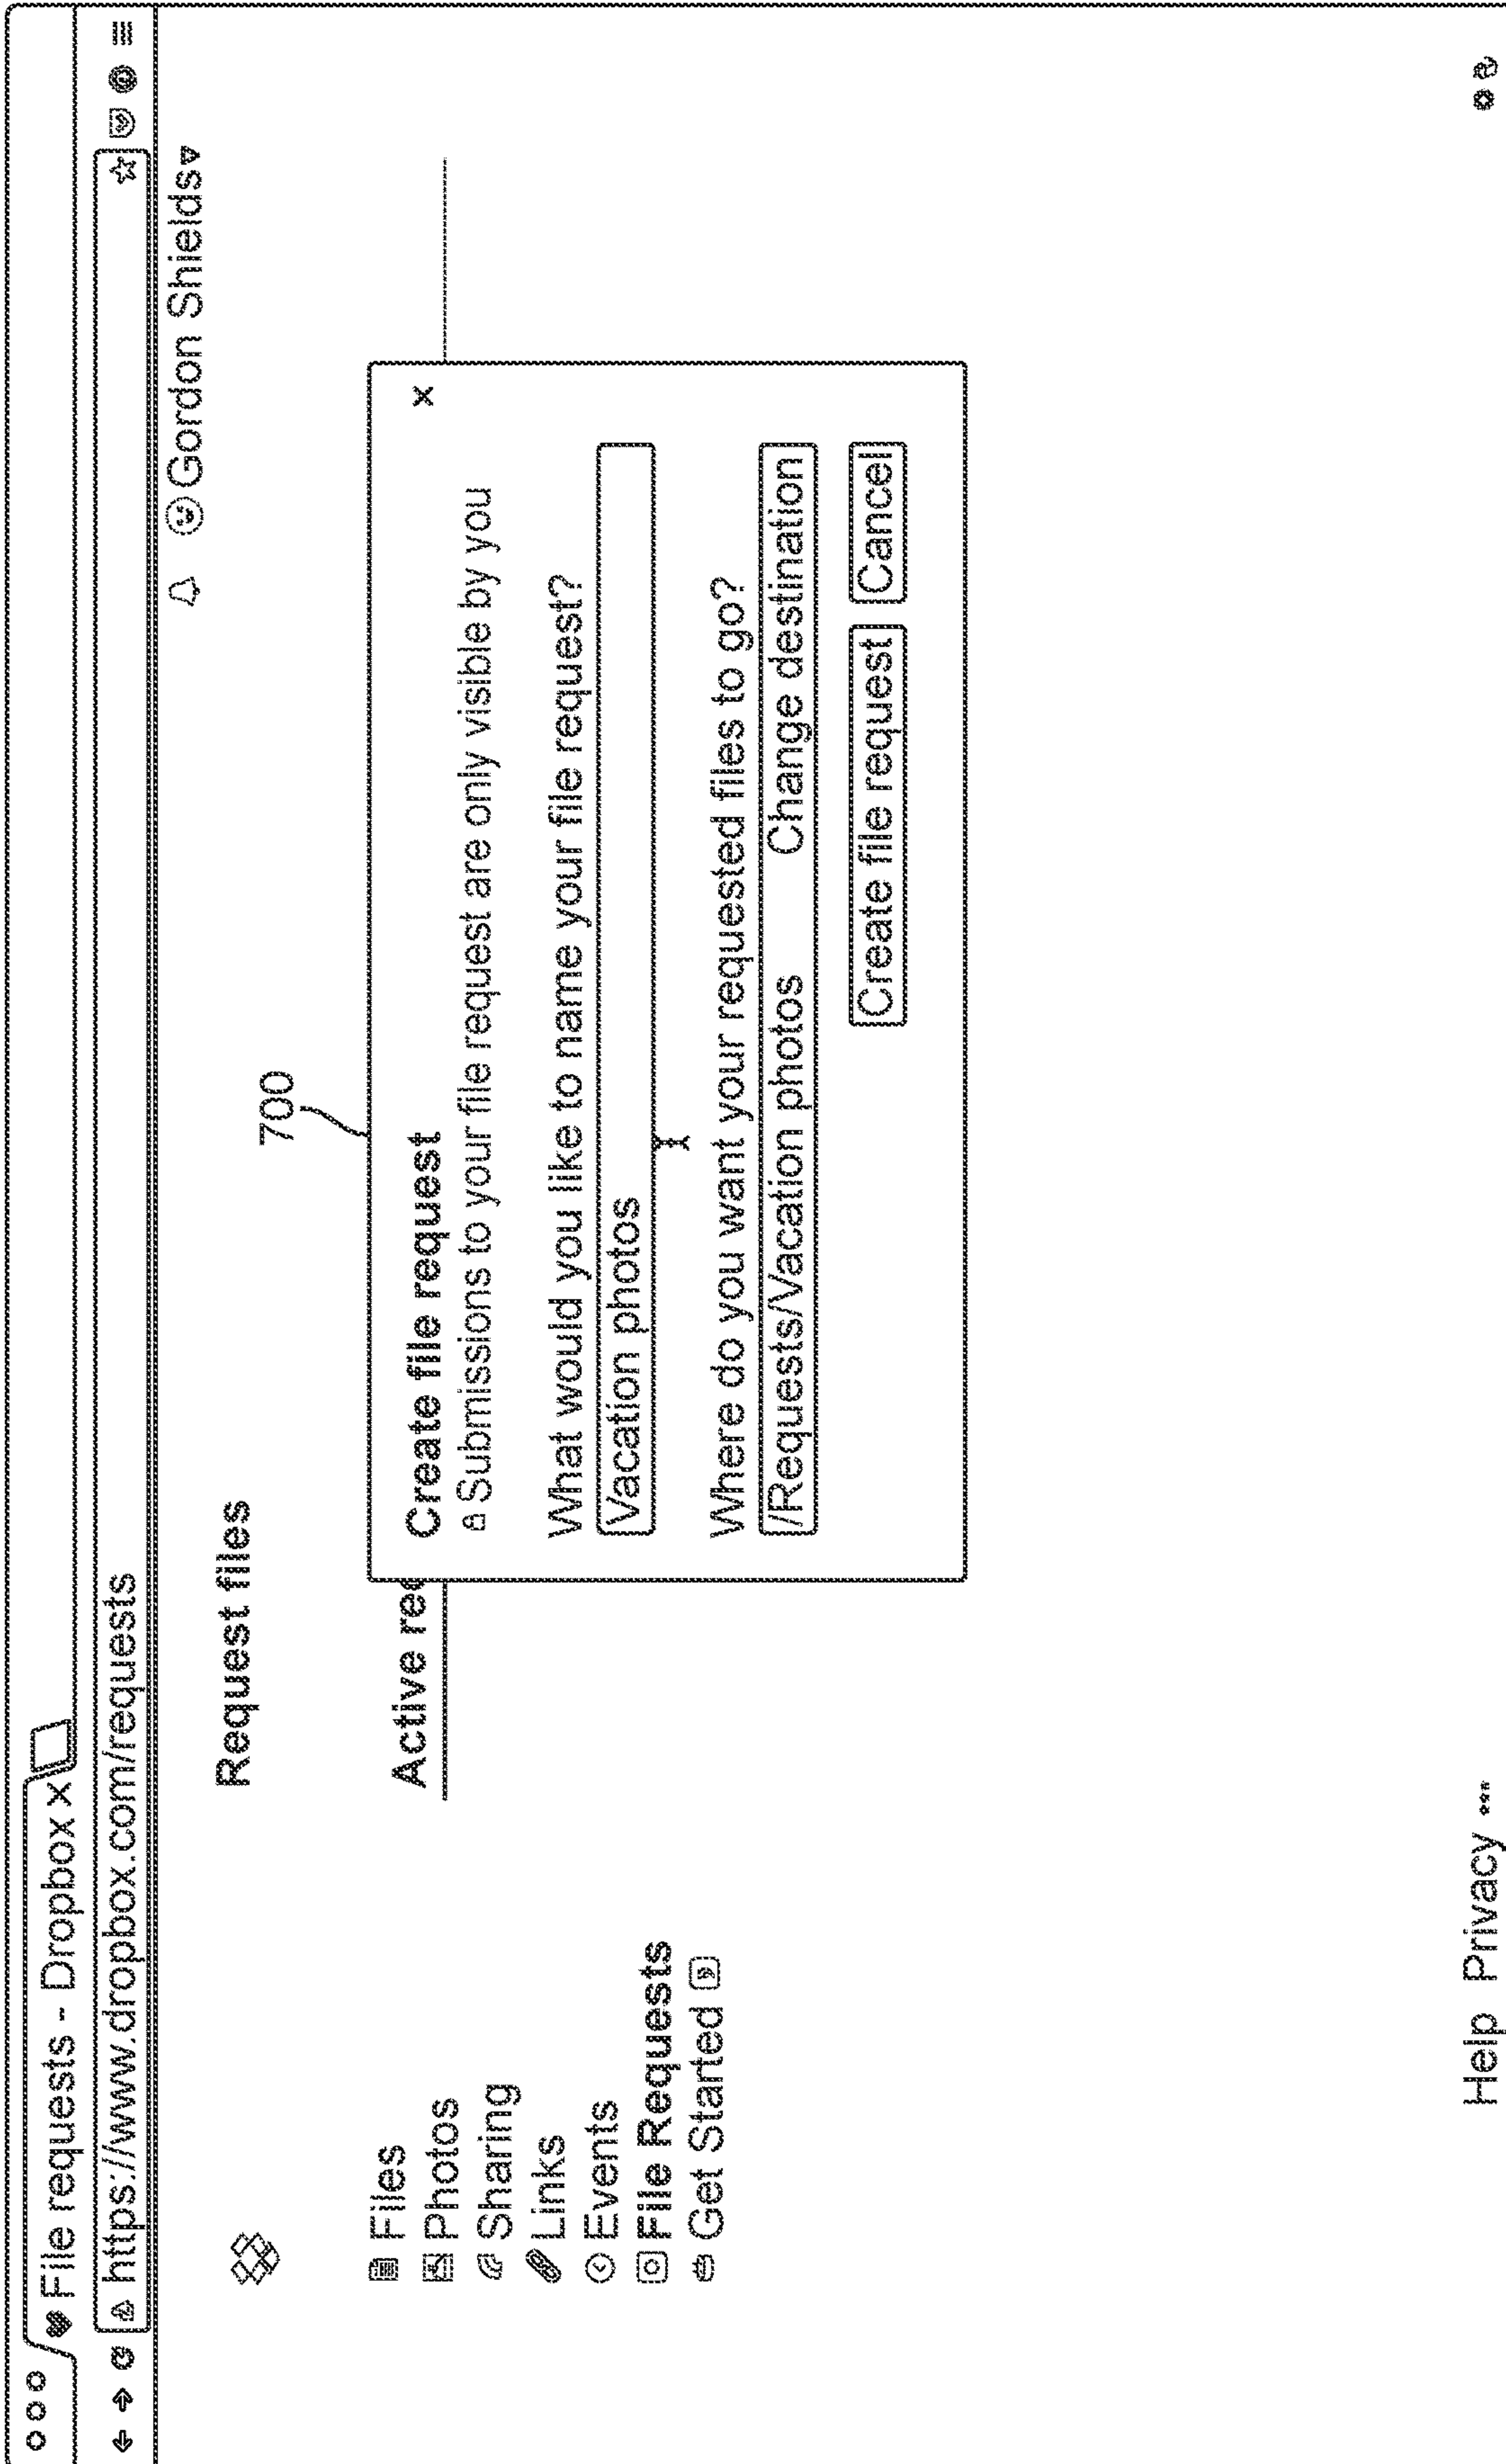 File requests - Dropbox x
https://www.dropbox.com/requests
Gordon Shields
Request files
700
Files
Photos
Sharing
Links
Events
File Requests
Get Started
Active req
Create file request x
Submissions to your file request are only visible by you
What would you like to name your file request?
Vacation photos
Where do you want your requested files to go?
/Requests/Vacation photos Change destination
Create file request Cancel
Help Privacy •••